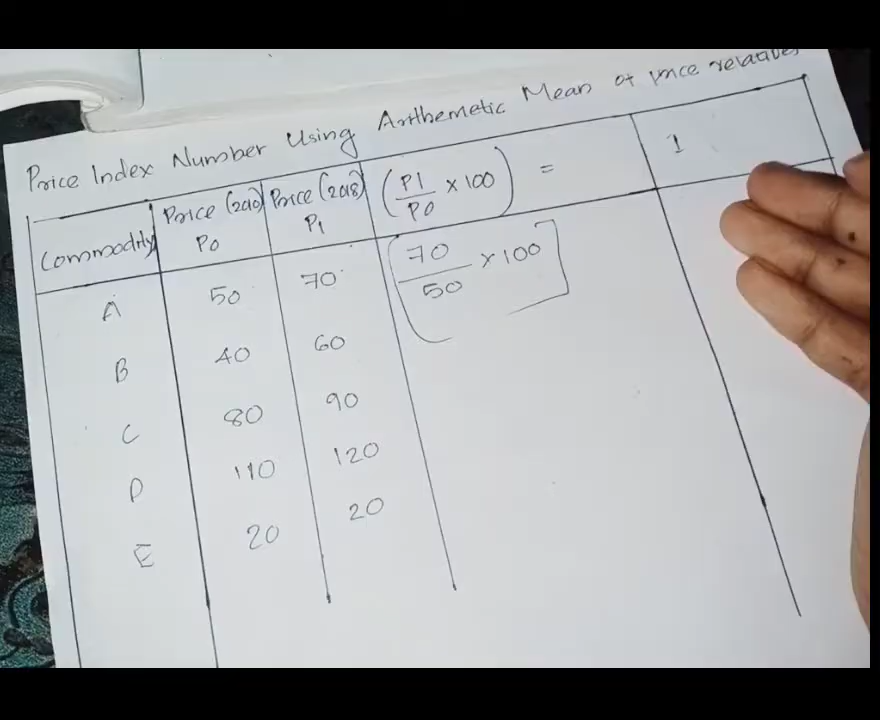 Price Index Number Using Arthemetic Mean of price relatives
Commodity Price (2010) P0 Price (2018) P1 (P1/P0 × 100) = 1
A 50 70 [70/50 × 100]
B 40 60
C 80 90
D 110 120
E 20 20